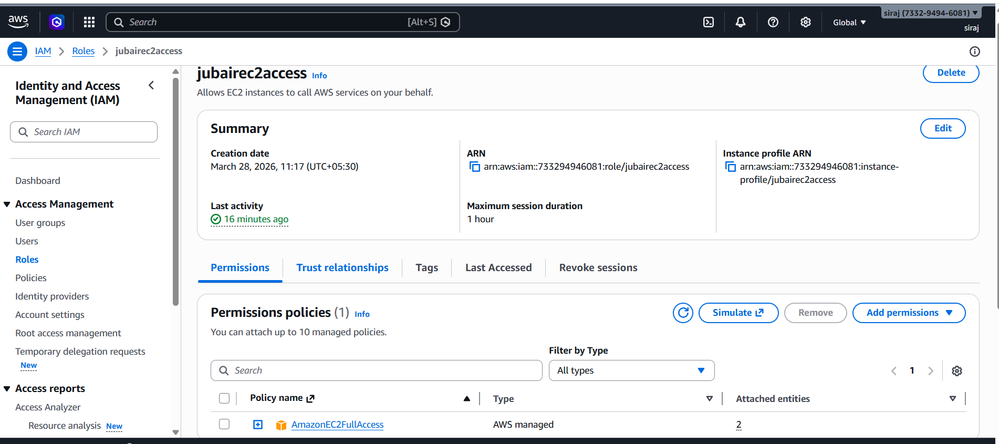 aws
Search
[Alt+S]
Global
siraj (7332-9494-6081)
siraj
IAM
Roles
jubairec2access
Identity and Access
Management (IAM)
Search IAM
Dashboard
Access Management
User groups
Users
Roles
Policies
Identity providers
Account settings
Root access management
Temporary delegation requests
New
Access reports
Access Analyzer
Resource analysis New
jubairec2access Info
Delete
Allows EC2 instances to call AWS services on your behalf.
Summary
Edit
Creation date
March 28, 2026, 11:17 (UTC+05:30)
ARN
arn:aws:iam::733294946081:role/jubairec2access
Instance profile ARN
arn:aws:iam::733294946081:instance-
profile/jubairec2access
Last activity
16 minutes ago
Maximum session duration
1 hour
Permissions
Trust relationships
Tags
Last Accessed
Revoke sessions
Permissions policies (1) Info
Simulate
Remove
Add permissions
You can attach up to 10 managed policies.
Filter by Type
Search
All types
1
Policy name
Type
Attached entities
AmazonEC2FullAccess
AWS managed
2